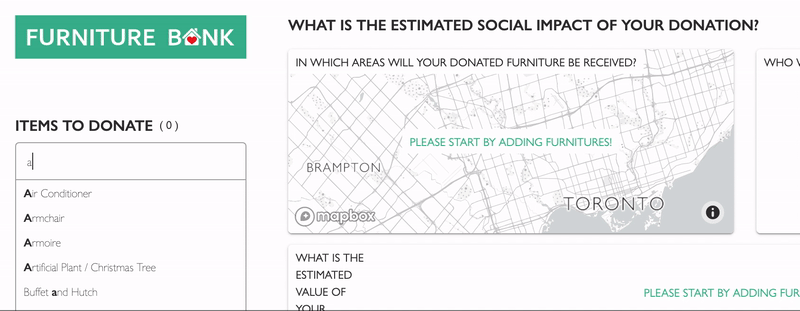 FURNITURE BANK
ITEMS TO DONATE (0)
a
Air Conditioner
Armchair
Armoire
Artificial Plant / Christmas Tree
Buffet and Hutch
WHAT IS THE ESTIMATED SOCIAL IMPACT OF YOUR DONATION?
IN WHICH AREAS WILL YOUR DONATED FURNITURE BE RECEIVED?
PLEASE START BY ADDING FURNITURES!
BRAMPTON
TORONTO
mapbox
WHO
WHAT IS THE
ESTIMATED
VALUE OF
YOUR
PLEASE START BY ADDING FUR